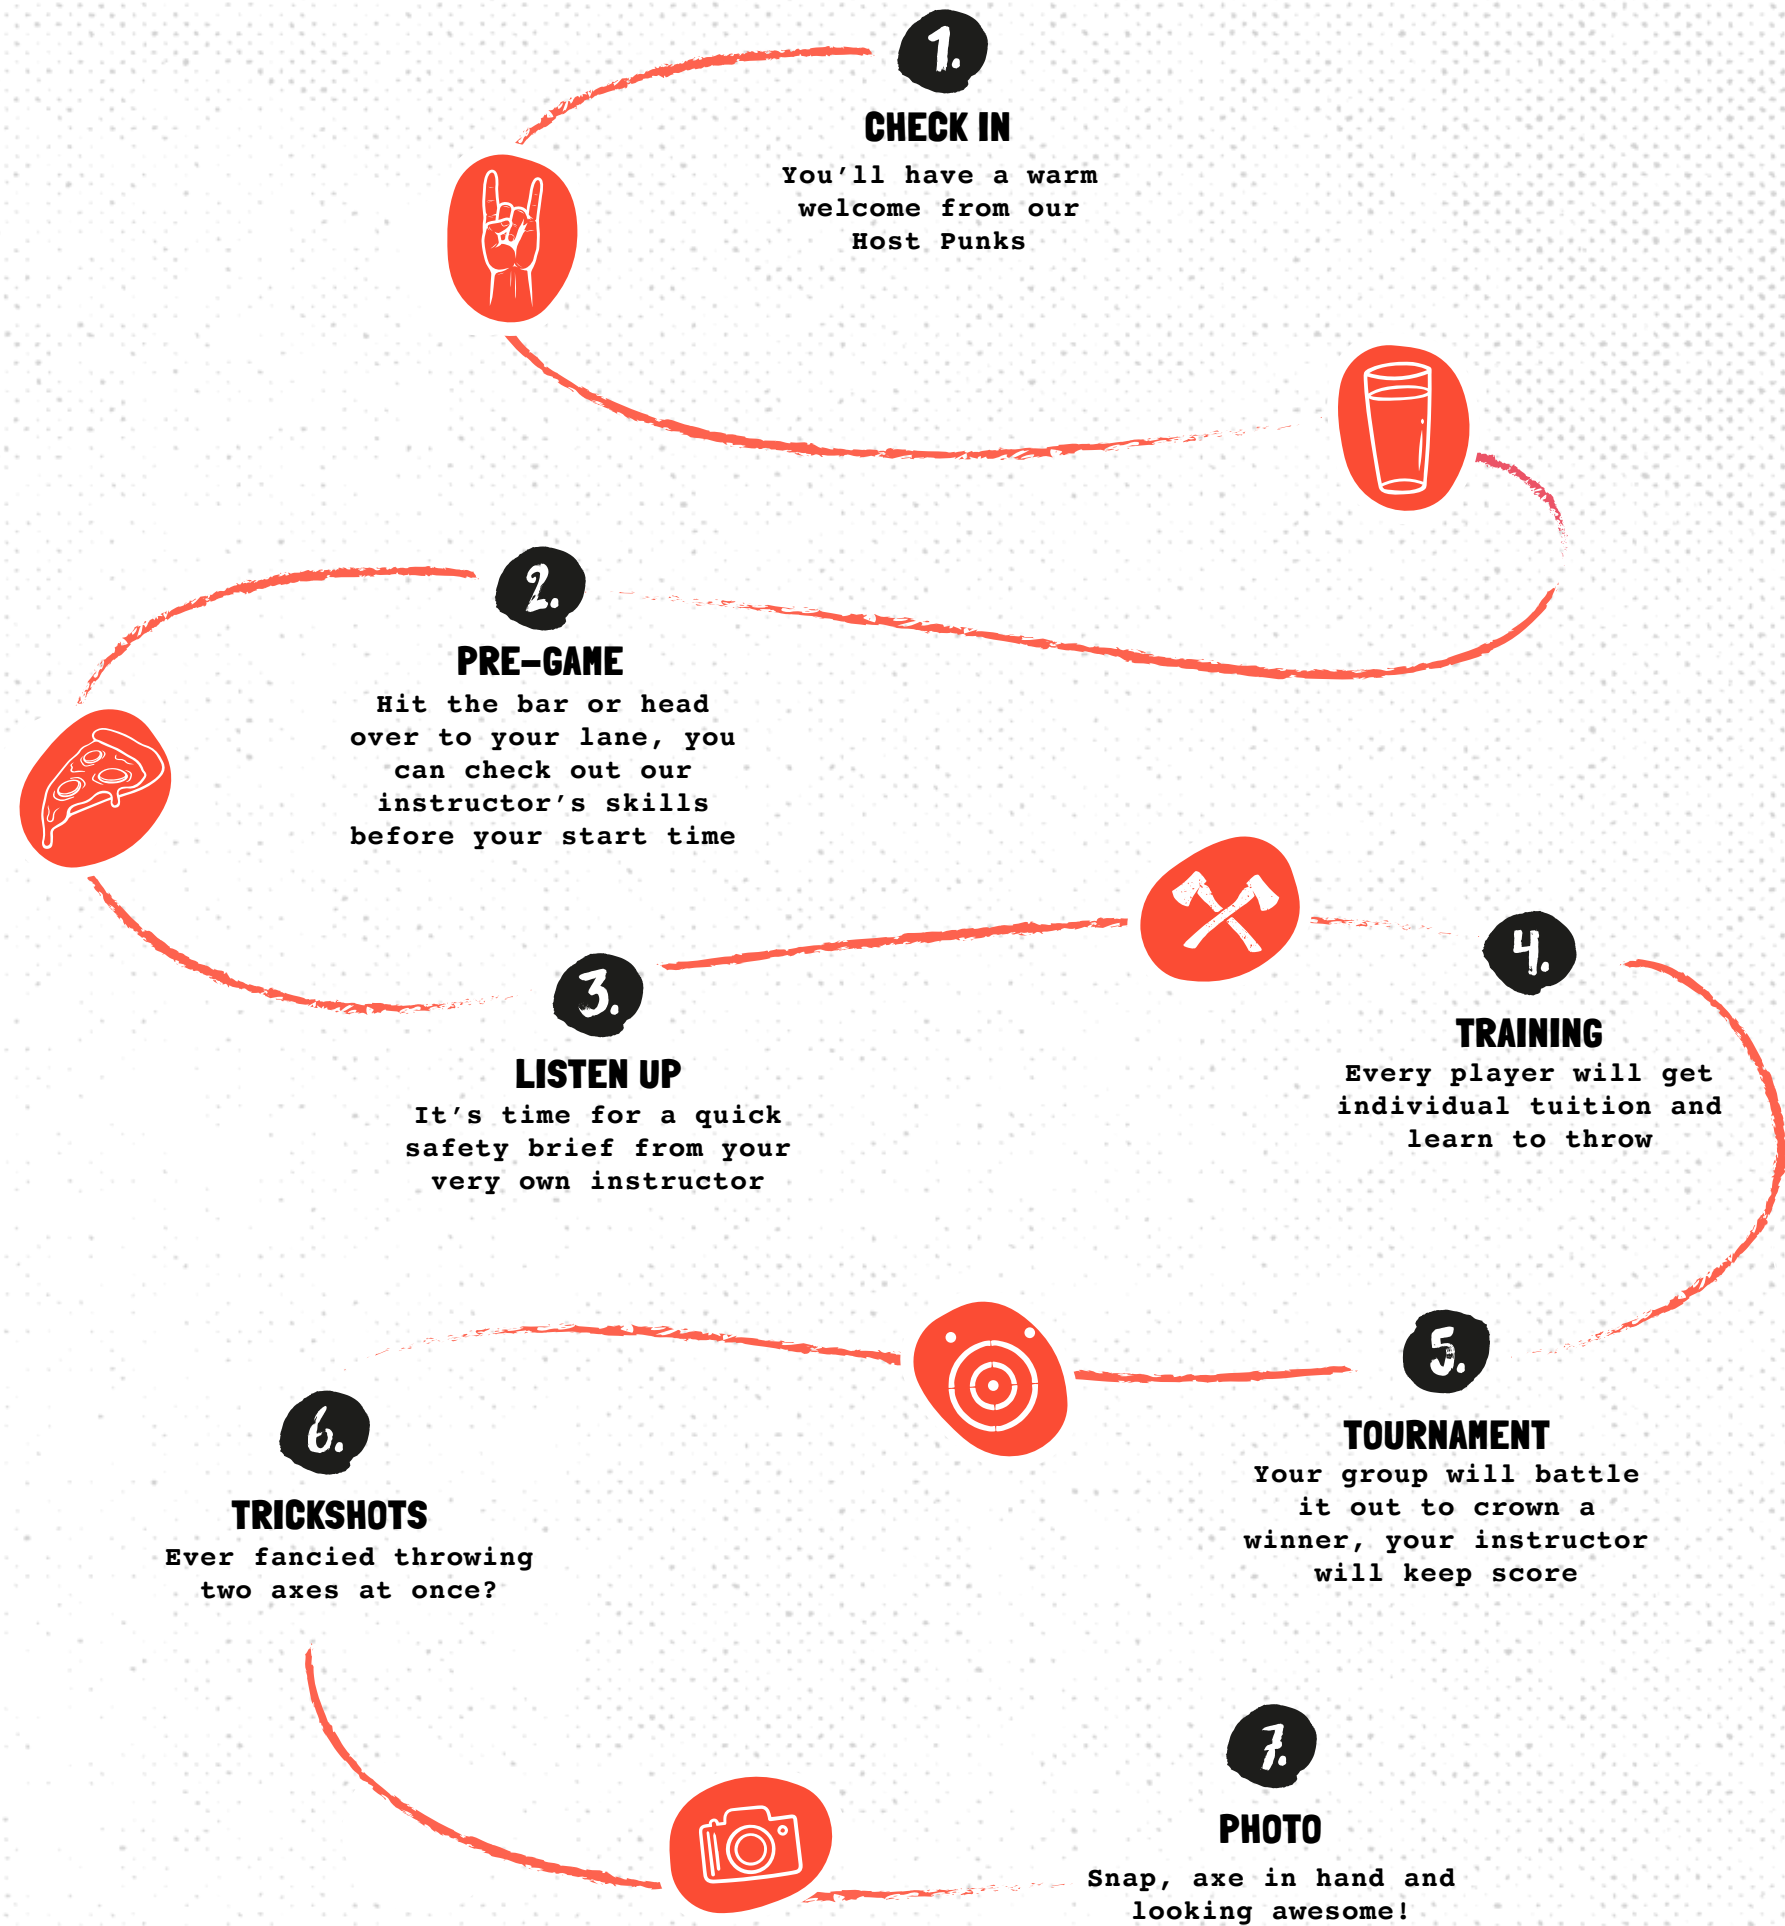 1.
CHECK IN
You’ll have a warm
welcome from our
Host Punks
2.
PRE-GAME
Hit the bar or head
over to your lane, you
can check out our
instructor’s skills
before your start time
3.
LISTEN UP
It’s time for a quick
safety brief from your
very own instructor
4.
TRAINING
Every player will get
individual tuition and
learn to throw
5.
TOURNAMENT
Your group will battle
it out to crown a
winner, your instructor
will keep score
6.
TRICKSHOTS
Ever fancied throwing
two axes at once?
7.
PHOTO
Snap, axe in hand and
looking awesome!